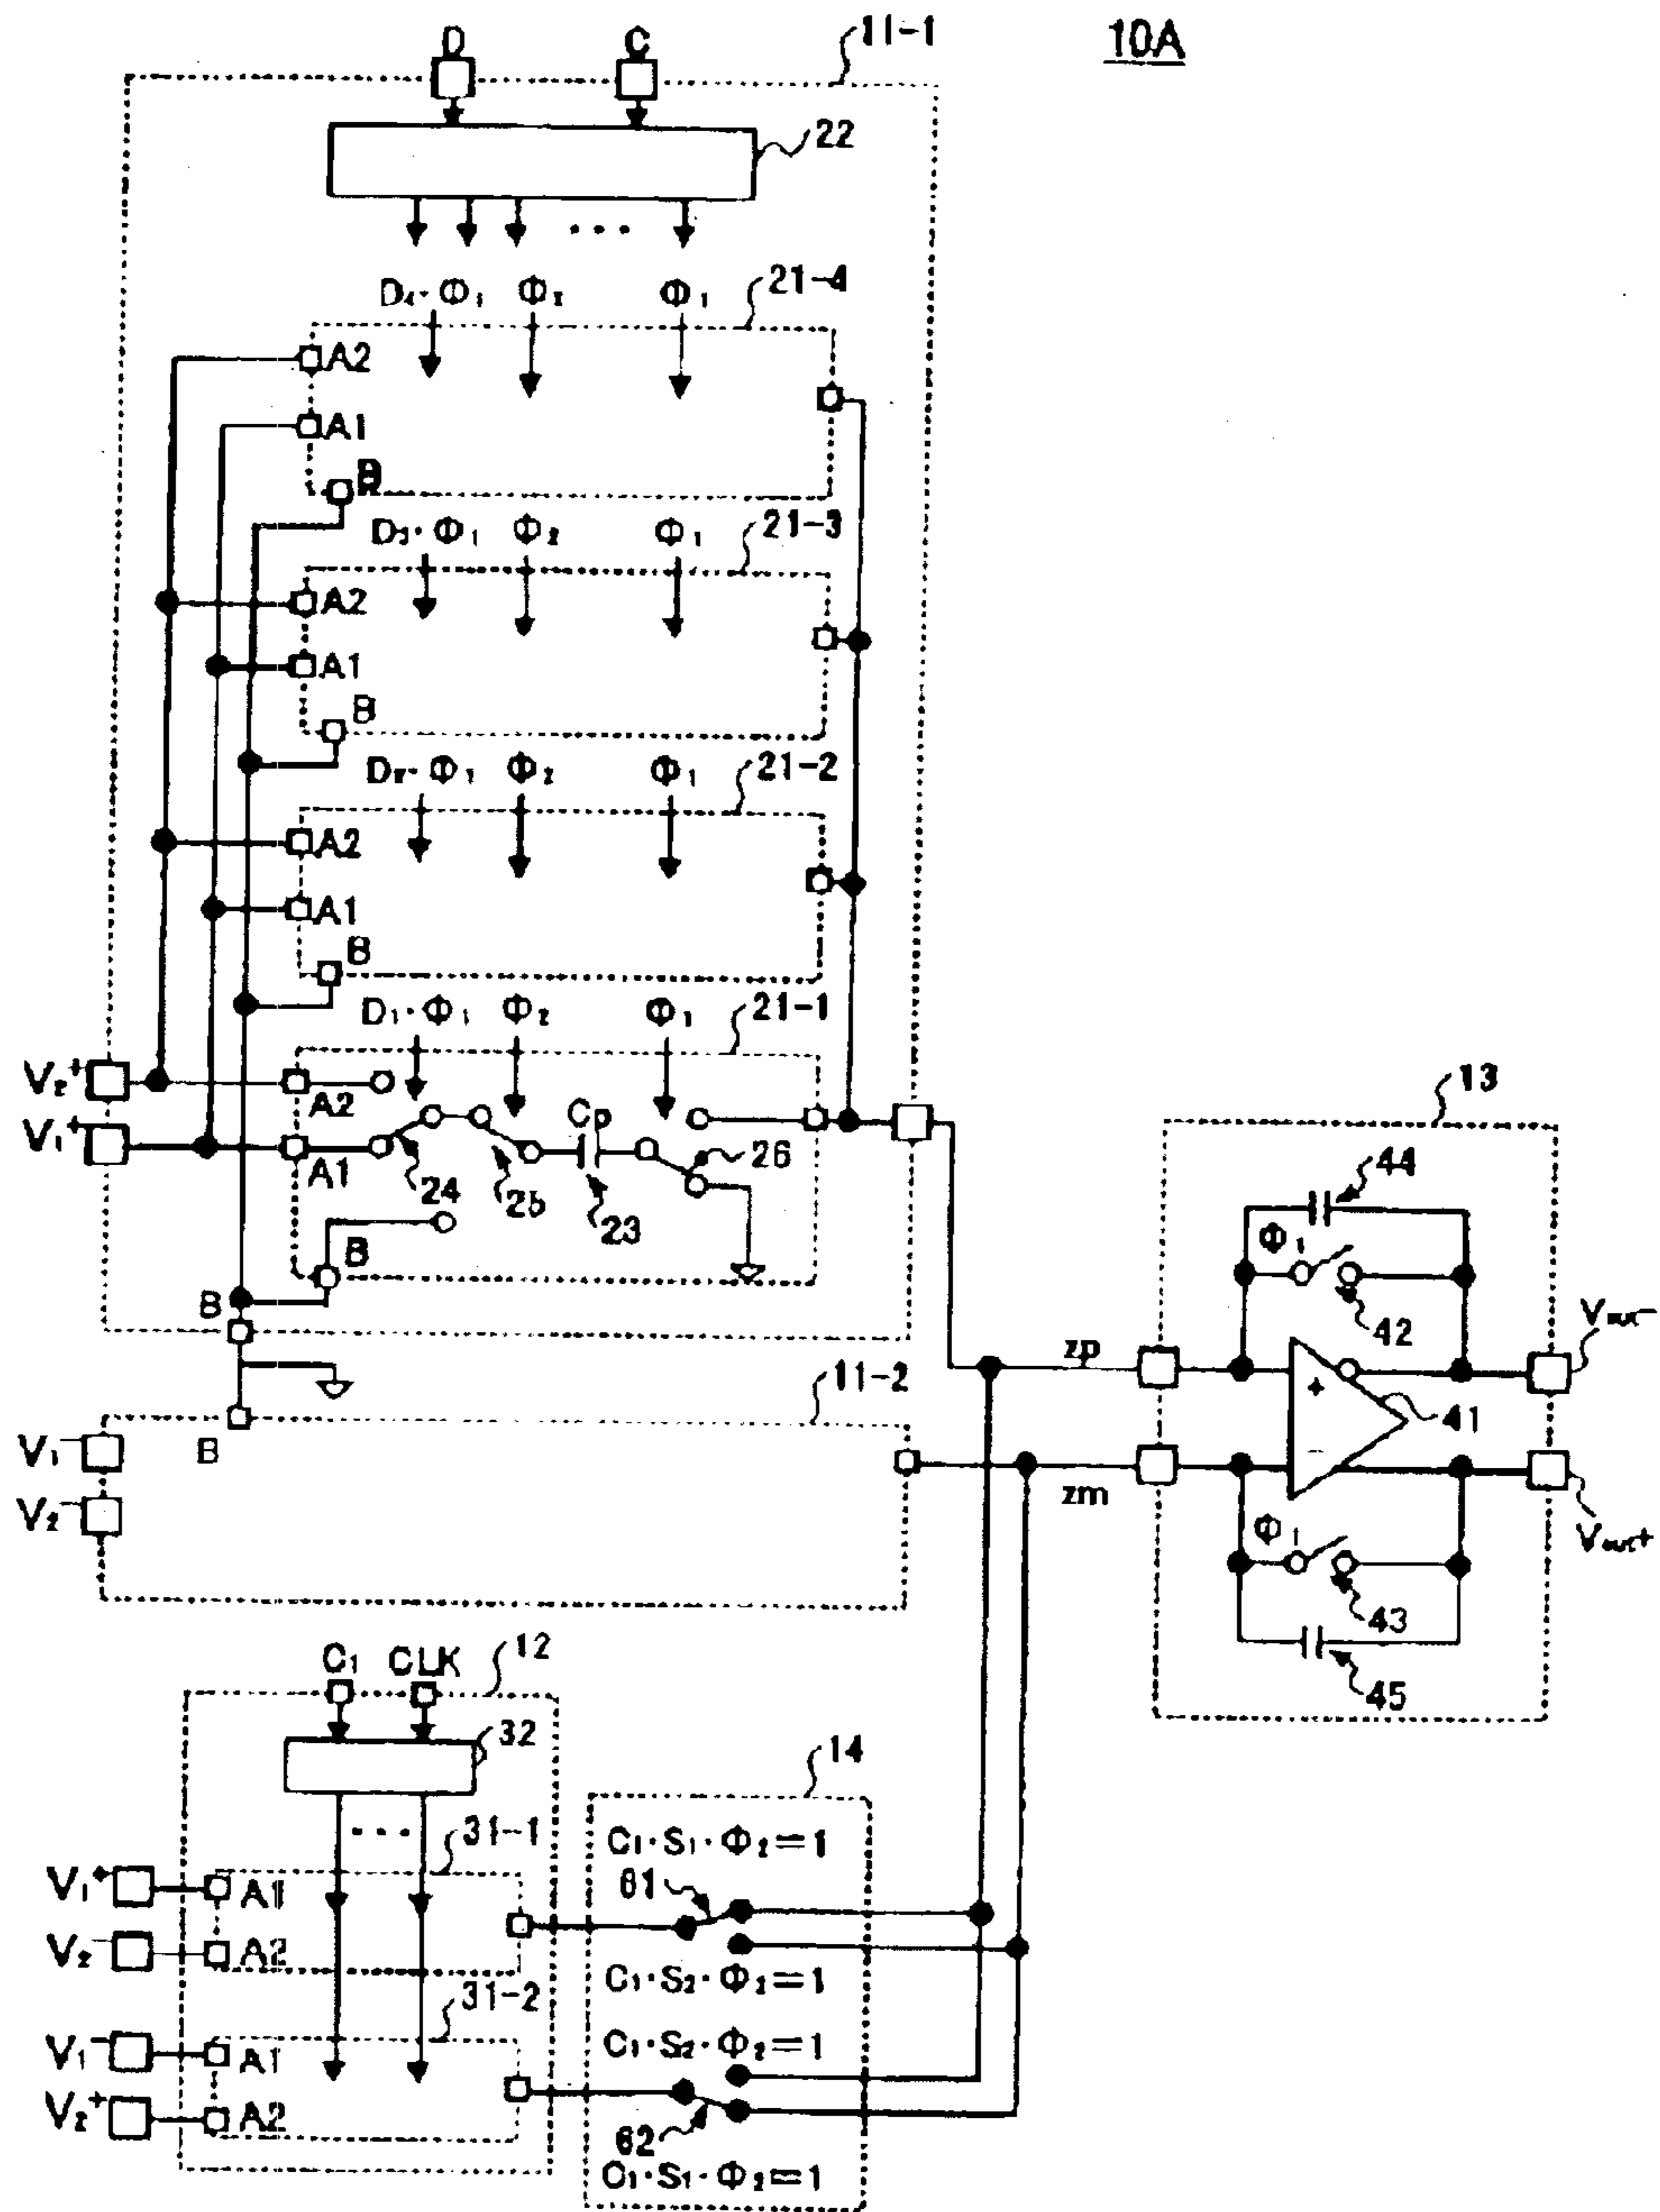 10A
11-1
D C
22
21-4
D₄·Φ₁ Φ₂ Φ₁
A2
A1
B
21-3
D₃·Φ₁ Φ₂ Φ₁
A2
A1
B
21-2
D₂·Φ₁ Φ₂ Φ₁
A2
A1
B
21-1
D₁·Φ₁ Φ₂ Φ₁
V₂⁺
A2
V₁⁺
A1
24
25
Cp
23
26
B
B
11-2
V₁⁻
B
V₂⁻
zp
zm
13
44
Φ₁
42
Vout-
+
41
-
Vout+
Φ₁
43
45
12
C₁ CLK
32
31-1
V₁⁺ A1
V₂⁻ A2
31-2
V₁⁻ A1
V₂⁺ A2
14
C₁·S₁·Φ₂=1
61
C₁·S₂·Φ₂=1
C₁·S₂·Φ₂=1
62
C₁·S₁·Φ₂=1